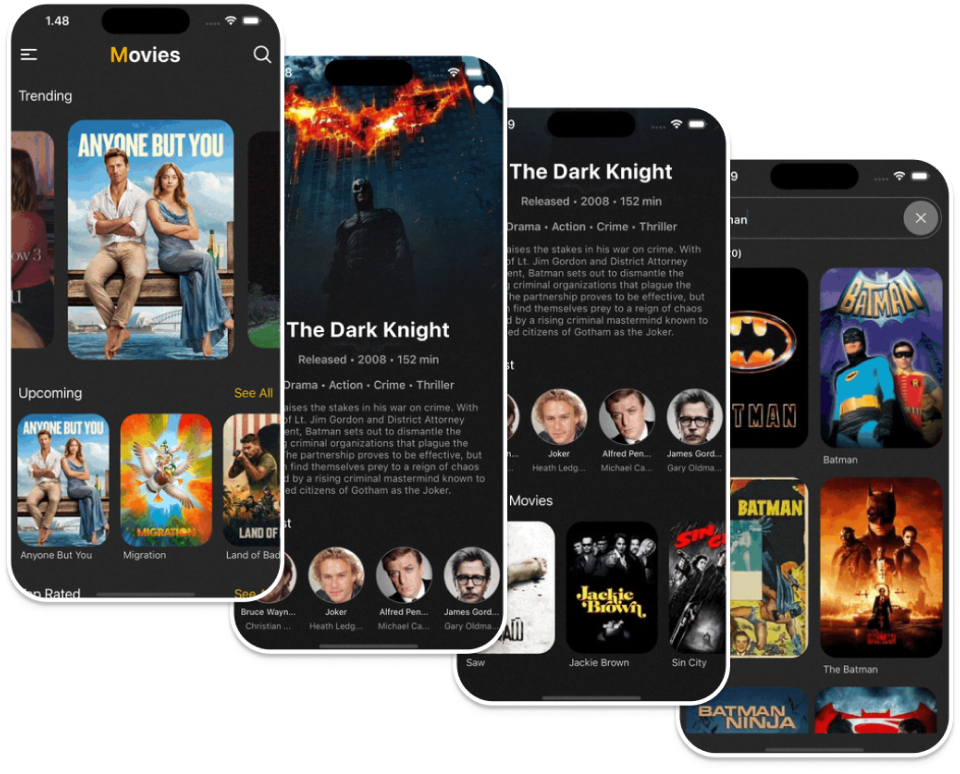 1.48
Movies
Trending
ANYONE BUT YOU
ow 3
u
Upcoming
See All
ANYONE BUT YOU
MIGRATION
LAND OF
Anyone But You
Migration
Land of Bad
op Rated
See A
8
The Dark Knight
Released • 2008 • 152 min
Drama • Action • Crime • Thriller
aises the stakes in his war on crime. With
of Lt. Jim Gordon and District Attorney
ent, Batman sets out to dismantle the
g criminal organizations that plague the
The partnership proves to be effective, but
n find themselves prey to a reign of chaos
d by a rising criminal mastermind known to
ed citizens of Gotham as the Joker.
st
Bruce Wayn...
Joker
Alfred Pen...
James Gord...
Christian ...
Heath Ledg...
Michael Ca...
Gary Oldma...
9
The Dark Knight
Released • 2008 • 152 min
Drama • Action • Crime • Thriller
aises the stakes in his war on crime. With
of Lt. Jim Gordon and District Attorney
ent, Batman sets out to dismantle the
g criminal organizations that plague the
The partnership proves to be effective, but
n find themselves prey to a reign of chaos
d by a rising criminal mastermind known to
ed citizens of Gotham as the Joker.
st
n...
Joker
Alfred Pen...
James Gord...
...
Heath Ledg...
Michael Ca...
Gary Oldma...
Movies
Jackie Brown
SIN CI
Saw
Jackie Brown
Sin City
9
man
20)
TMAN
BATMAN
Batman
BATMAN
THE BATMAN
The Batman
BATMAN NINJA